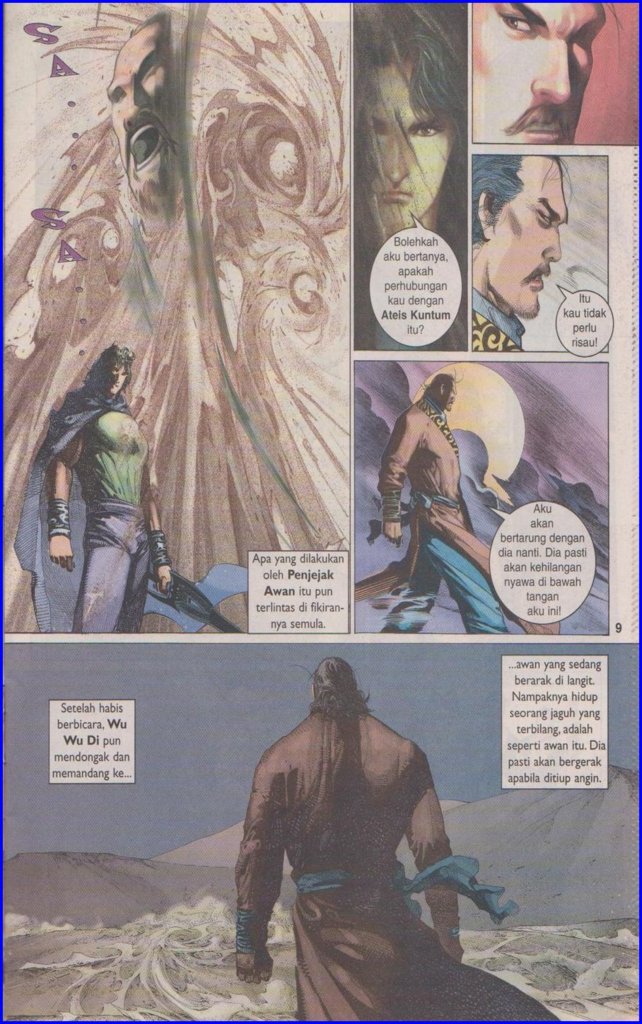 SA...SA...
Apa yang dilakukan
oleh Penjejak
Awan itu pun
terlintas di fikiran-
nya semula.
Bolehkah
aku bertanya,
apakah
perhubungan
kau dengan
Ateis Kuntum
itu?
Itu
kau tidak
perlu
risau!
Aku
akan
bertarung dengan
dia nanti. Dia pasti
akan kehilangan
nyawa di bawah
tangan
aku ini!
9
Setelah habis
berbicara, Wu
Wu Di pun
mendongak dan
memandang ke...
...awan yang sedang
berarak di langit.
Nampaknya hidup
seorang jaguh yang
terbilang, adalah
seperti awan itu. Dia
pasti akan bergerak
apabila ditiup angin.